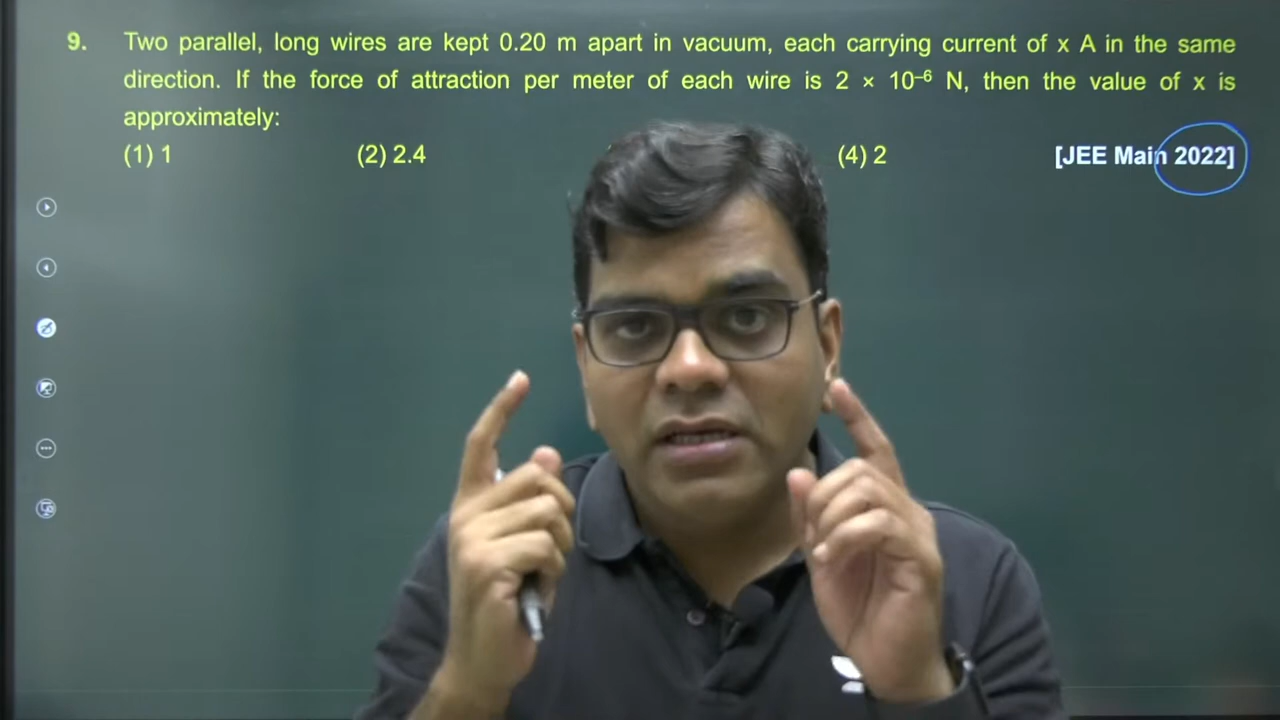 9. Two parallel, long wires are kept 0.20 m apart in vacuum, each carrying current of x A in the same
direction. If the force of attraction per meter of each wire is 2 × 10⁻⁶ N, then the value of x is
approximately:
(1) 1 (2) 2.4 (4) 2 [JEE Main 2022]